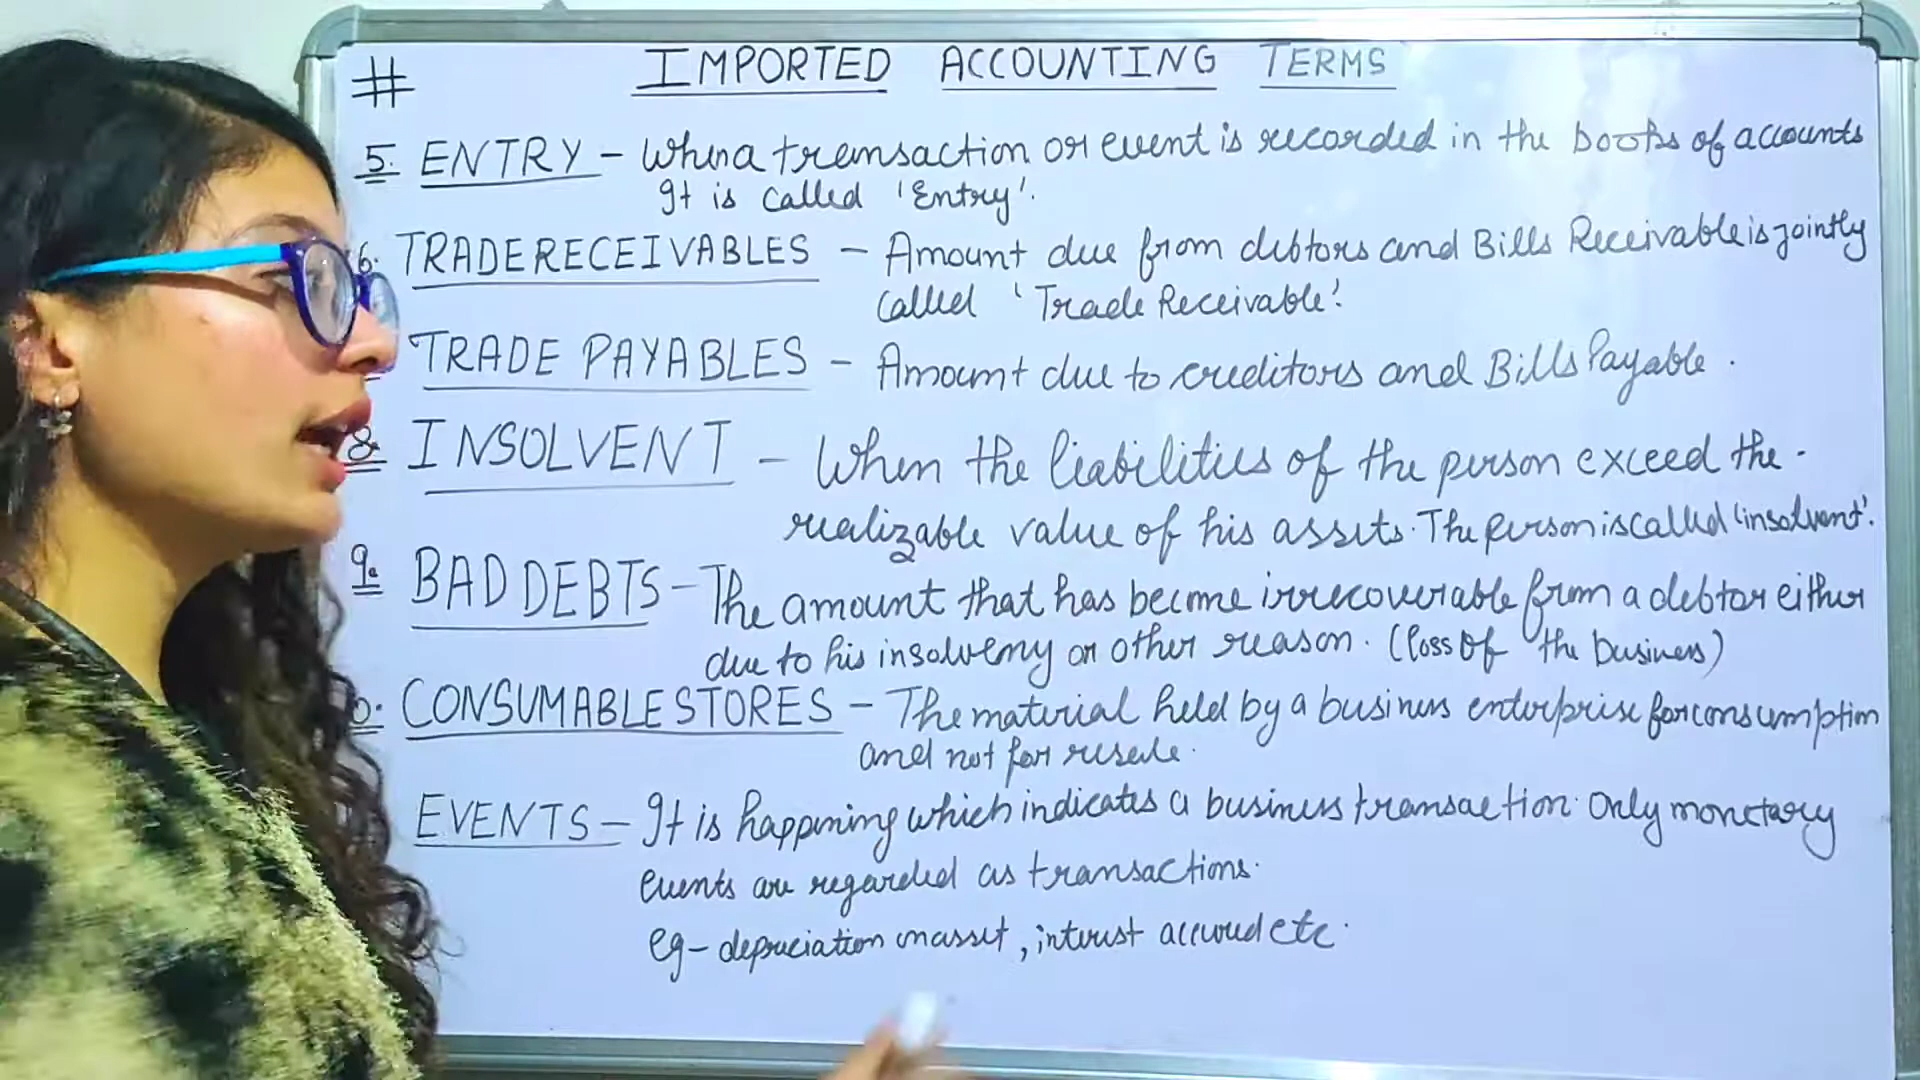 # IMPORTED ACCOUNTING TERMS
5. ENTRY – When a transaction or event is recorded in the books of accounts
It is called 'Entry'.
6. TRADE RECEIVABLES – Amount due from debtors and Bills Receivable is jointly
called 'Trade Receivable'.
TRADE PAYABLES – Amount due to creditors and Bills Payable.
8. INSOLVENT – When the liabilities of the person exceed the
realizable value of his assets. The person is called 'insolvent'.
9. BAD DEBTS – The amount that has become irrecoverable from a debtor either
due to his insolvemy or other reason. (loss of the business)
0. CONSUMABLE STORES – The material held by a business enterprise for consumption
and not for resale.
EVENTS – It is happening which indicates a business transaction. Only monetary
events are regarded as transactions.
eg – depreciation on asset, interest accrued etc.